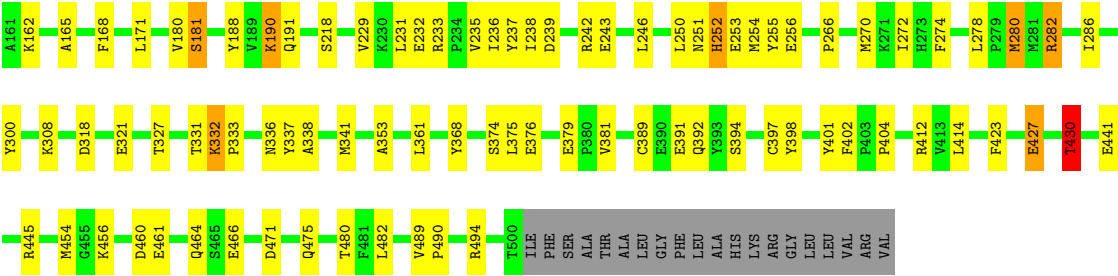 A161 K162 A165 F168 L171 V180 S181 Y188 V189 K190 Q191 S218 V229 K230 L231 E232 R233 P234 V235 I236 Y237 I238 D239 R242 E243 L246 L250 N251 H252 E253 M254 Y255 E256 P266 M270 K271 I272 H273 F274 L278 P279 M280 M281 R282 I286
Y300 K308 D318 E321 T327 T331 K332 P333 N336 Y337 A338 M341 A353 L361 Y368 S374 L375 E376 E379 P380 V381 C389 E390 E391 Q392 Y393 S394 C397 Y398 Y401 F402 P403 P404 R412 V413 L414 F423 E427 T430 E441
R445 M454 G455 K456 D460 E461 Q464 S465 E466 D471 Q475 T480 F481 L482 V489 P490 R494 T500 ILE PHE SER ALA THR ALA LEU GLY PHE LEU ALA HIS LYS ARG GLY LEU LEU VAL ARG VAL